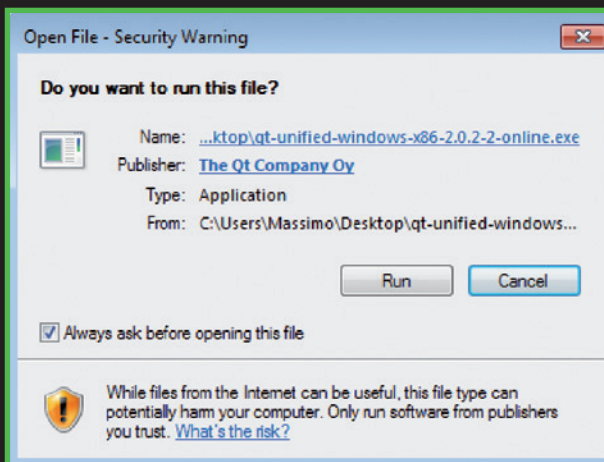 Open File - Security Warning
Do you want to run this file?
Name: ...ktop\qt-unified-windows-x86-2.0.2-2-online.exe
Publisher: The Qt Company Oy
Type: Application
From: C:\Users\Massimo\Desktop\qt-unified-windows...
Run Cancel
Always ask before opening this file
While files from the Internet can be useful, this file type can
potentially harm your computer. Only run software from publishers
you trust. What's the risk?